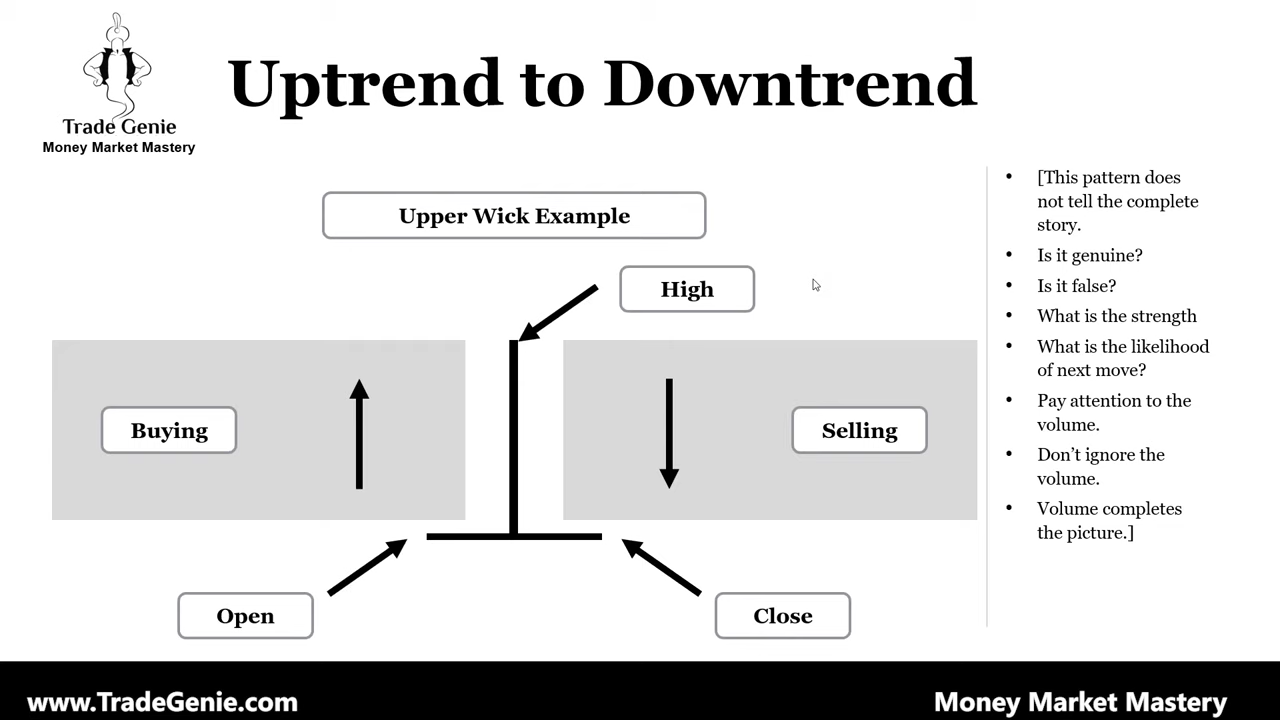 Trade Genie
Money Market Mastery
Uptrend to Downtrend
Upper Wick Example
High
Buying
Selling
Open
Close
• [This pattern does
not tell the complete
story.
• Is it genuine?
• Is it false?
• What is the strength
• What is the likelihood
of next move?
• Pay attention to the
volume.
• Don’t ignore the
volume.
• Volume completes
the picture.]
www.TradeGenie.com
Money Market Mastery